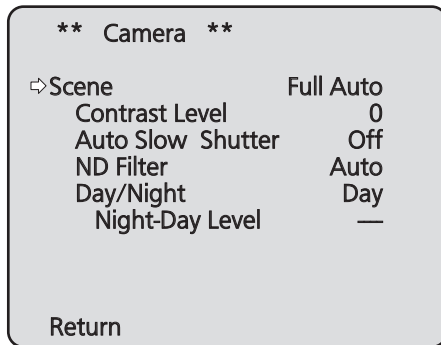 ** Camera **
⇨Scene Full Auto
Contrast Level 0
Auto Slow Shutter Off
ND Filter Auto
Day/Night Day
Night-Day Level —
Return